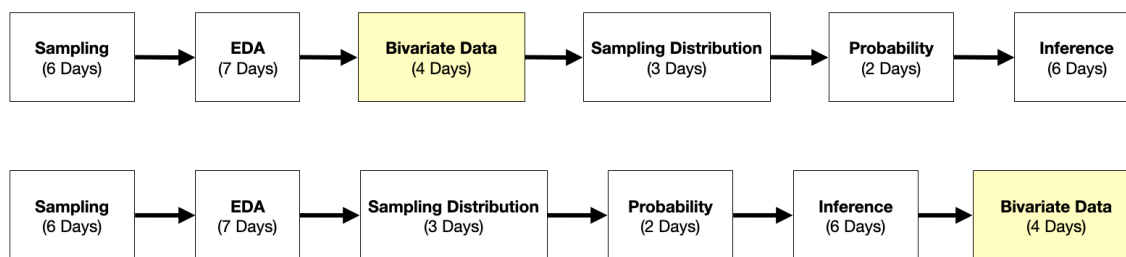 Sampling
(6 Days)
EDA
(7 Days)
Bivariate Data
(4 Days)
Sampling Distribution
(3 Days)
Probability
(2 Days)
Inference
(6 Days)
Sampling
(6 Days)
EDA
(7 Days)
Sampling Distribution
(3 Days)
Probability
(2 Days)
Inference
(6 Days)
Bivariate Data
(4 Days)